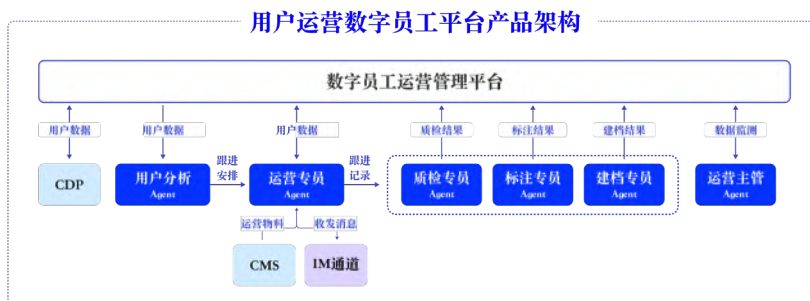 用户运营数字员工平台产品架构
数字员工运营管理平台
用户数据
用户数据
用户数据
质检结果
标注结果
建档结果
数据监测
CDP
用户分析
Agent
跟进
安排
运营专员
Agent
跟进
记录
质检专员
Agent
标注专员
Agent
建档专员
Agent
运营主管
Agent
运营物料
收发消息
CMS
IM通道